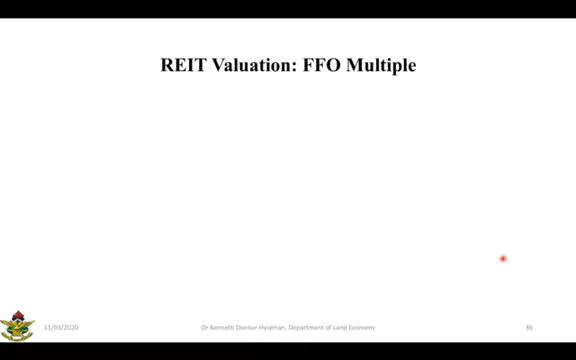 REIT Valuation: FFO Multiple
31/03/2020
Dr Kenneth Donkor-Hyiaman, Department of Land Economy
36